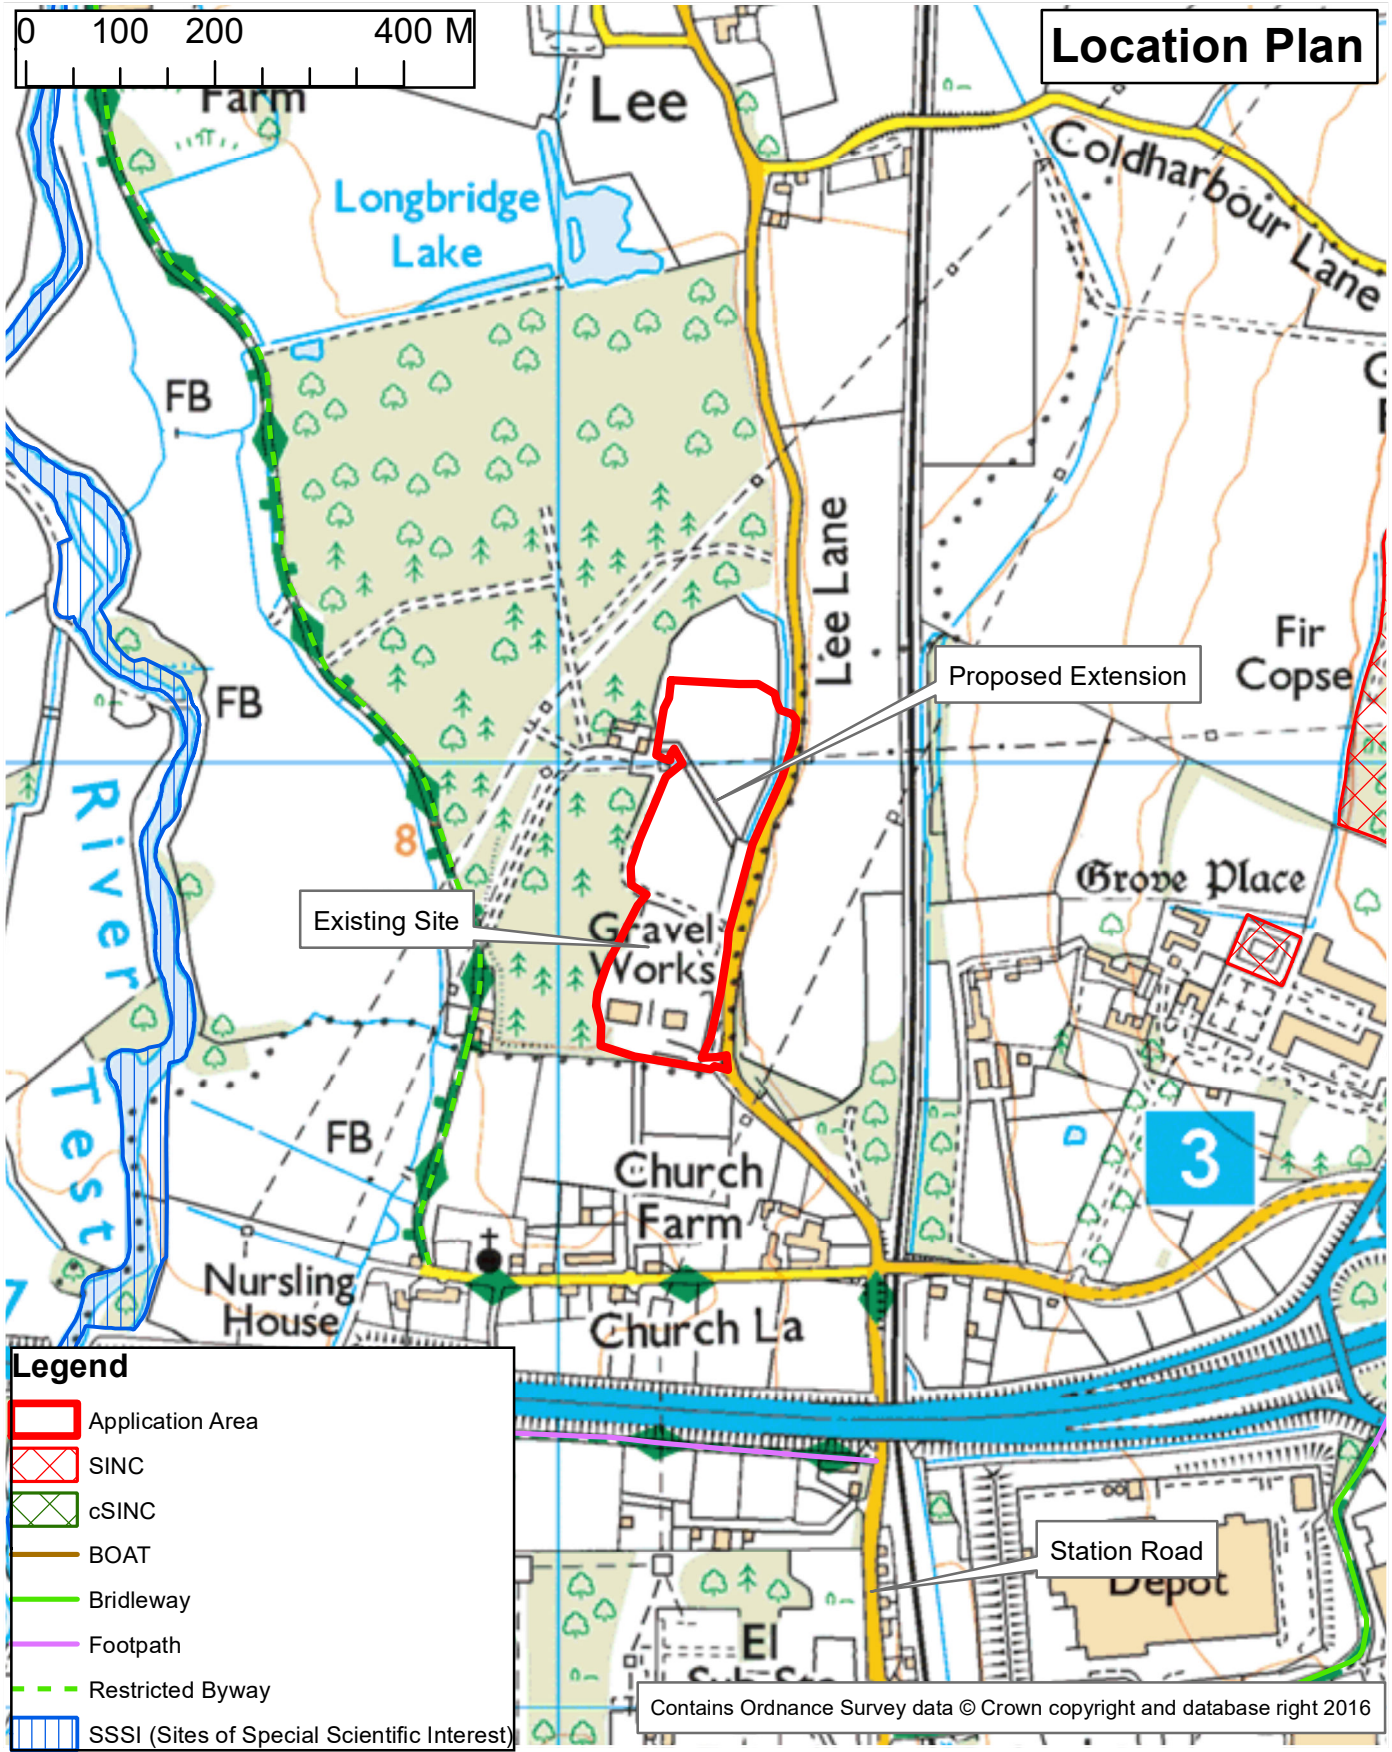 0 100 200 400 M
Location Plan
Farm
Lee
Coldharbour Lane
Longbridge
Lake
FB
Lee Lane
Fir
Copse
Proposed Extension
FB
River
8
Grove Place
Existing Site
Gravel
Works
Test
FB
3
Church
Farm
Nursling
House
Church La
7
Legend
Application Area
SINC
cSINC
BOAT
Bridleway
Footpath
Restricted Byway
SSSI (Sites of Special Scientific Interest)
Station Road
Depot
El
Contains Ordnance Survey data © Crown copyright and database right 2016